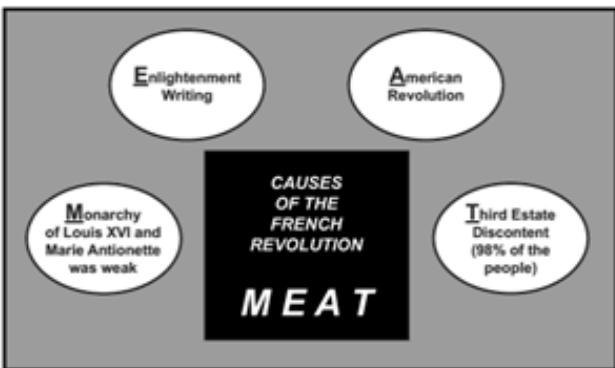 Enlightenment
Writing
American
Revolution
CAUSES
OF THE
FRENCH
REVOLUTION
M E A T
Monarchy
of Louis XVI and
Marie Antionette
was weak
Third Estate
Discontent
(98% of the
people)